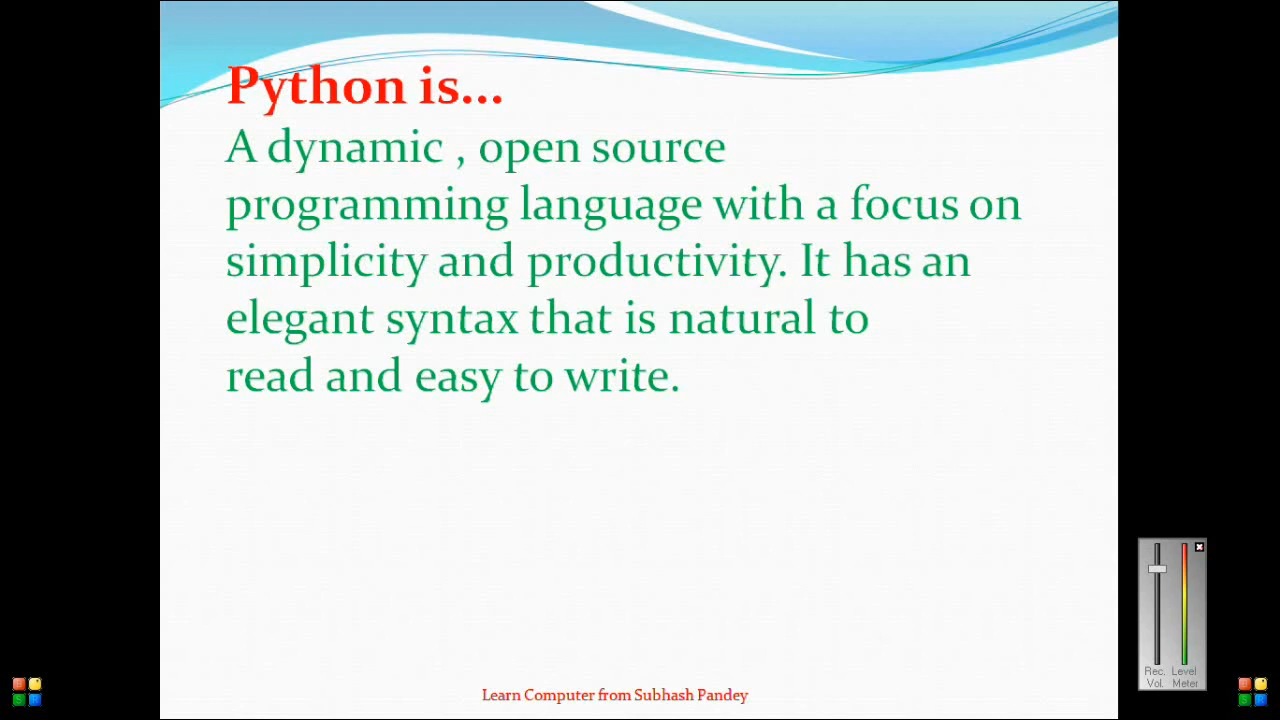 Python is...
A dynamic , open source
programming language with a focus on
simplicity and productivity. It has an
elegant syntax that is natural to
read and easy to write.
Rec. Level
Vol. Meter
Learn Computer from Subhash Pandey